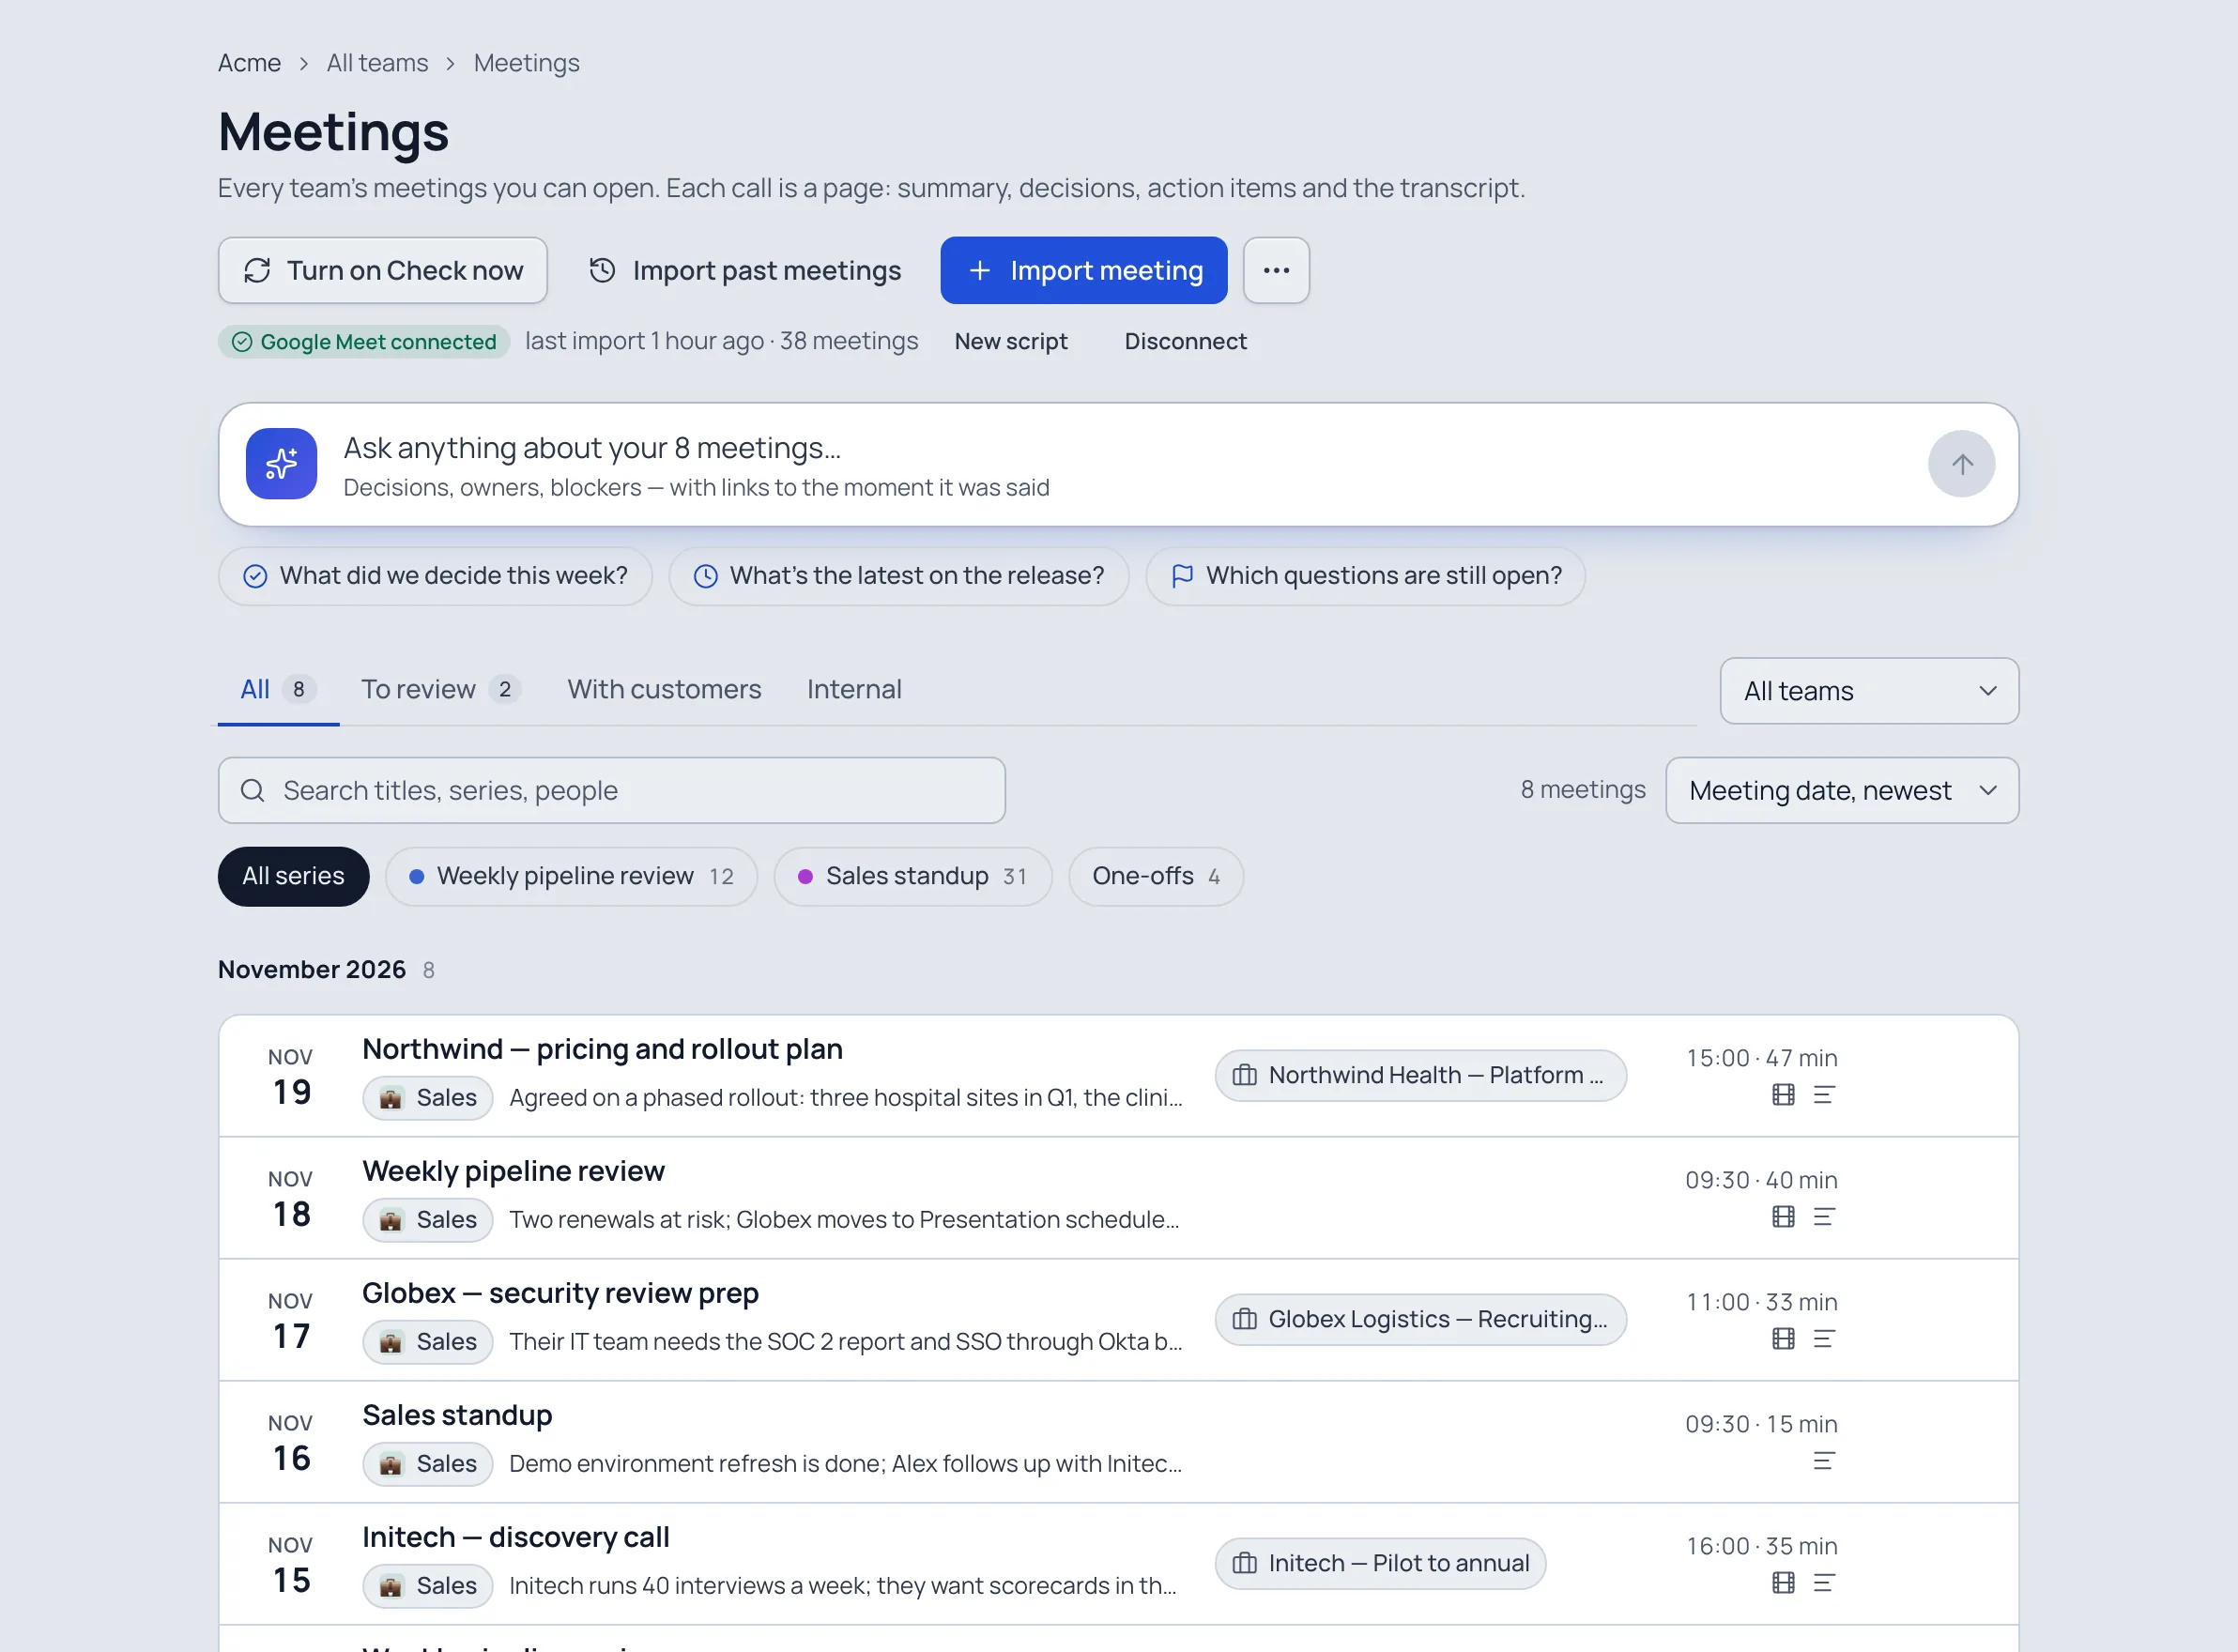 Acme > All teams > Meetings
Meetings
Every team's meetings you can open. Each call is a page: summary, decisions, action items and the transcript.
Turn on Check now
Import past meetings
Import meeting
Google Meet connected
last import 1 hour ago · 38 meetings
New script
Disconnect
Ask anything about your 8 meetings…
Decisions, owners, blockers — with links to the moment it was said
What did we decide this week?
What's the latest on the release?
Which questions are still open?
All 8
To review 2
With customers
Internal
All teams
Search titles, series, people
8 meetings
Meeting date, newest
All series
Weekly pipeline review 12
Sales standup 31
One-offs 4
November 2026 8
NOV
19
Northwind — pricing and rollout plan
Sales
Agreed on a phased rollout: three hospital sites in Q1, the clini…
Northwind Health — Platform …
15:00 · 47 min
NOV
18
Weekly pipeline review
Sales
Two renewals at risk; Globex moves to Presentation schedule…
09:30 · 40 min
NOV
17
Globex — security review prep
Sales
Their IT team needs the SOC 2 report and SSO through Okta b…
Globex Logistics — Recruiting…
11:00 · 33 min
NOV
16
Sales standup
Sales
Demo environment refresh is done; Alex follows up with Initec…
09:30 · 15 min
NOV
15
Initech — discovery call
Sales
Initech runs 40 interviews a week; they want scorecards in th…
Initech — Pilot to annual
16:00 · 35 min